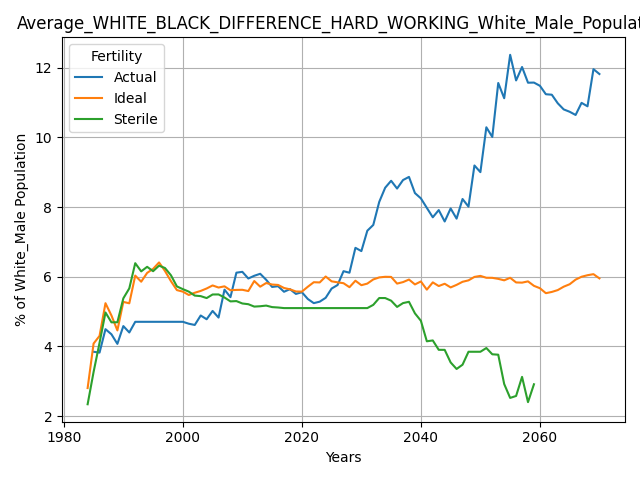 Average_WHITE_BLACK_DIFFERENCE_HARD_WORKING_White_Male_Populat
% of White_Male Population
Fertility
Actual
Ideal
Sterile
12
10
8
6
4
2
1980 2000 2020 2040 2060
Years